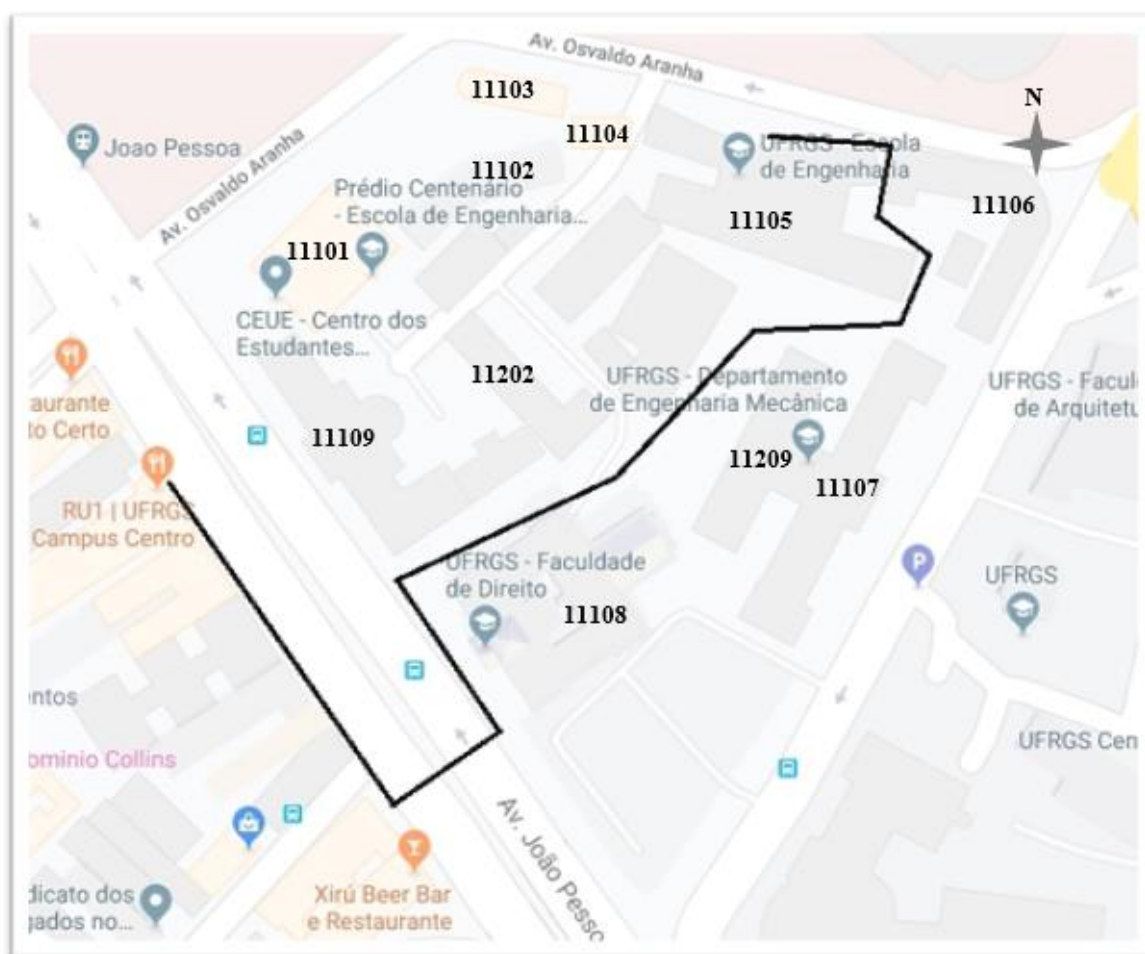 Av. Osvaldo Aranha
11103
N
11104
Joao Pessoa
UFRGS - Escola
de Engenharia
11102
Av. Osvaldo Aranha
Prédio Centenário
- Escola de Engenharia...
11105
11106
11101
CEUE - Centro dos
Estudantes...
11202
UFRGS - Departamento
de Engenharia Mecânica
UFRGS - Facul
de Arquitetu
aurante
to Certo
11109
11209
11107
RU1 | UFRGS
Campus Centro
UFRGS - Faculdade
de Direito
P
UFRGS
11108
entos
ominio Collins
UFRGS Cen
Av. João Pesso
Xirú Beer Bar
e Restaurante
dicato dos
gados no...